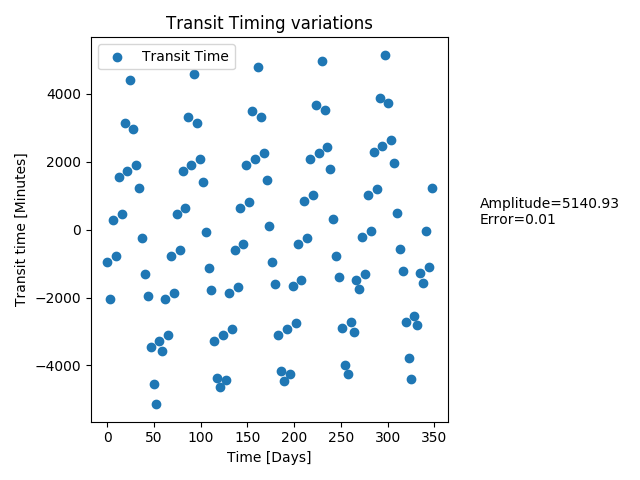 Transit Timing variations
Transit Time
Transit time [Minutes]
4000
2000
0
−2000
−4000
0
50
100
150
200
250
300
350
Time [Days]
Amplitude=5140.93
Error=0.01